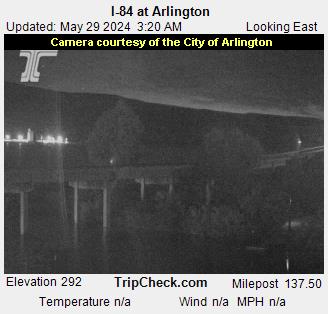 I-84 at Arlington
Updated: May 29 2024 3:20 AM Looking East
Camera courtesy of the City of Arlington
Elevation 292 TripCheck.com Milepost 137.50
Temperature n/a Wind n/a MPH n/a